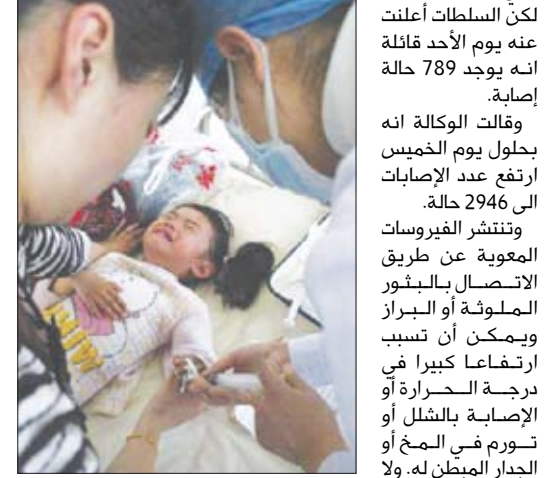 لكن السلطات أعلنت
عنه يوم الأحد قائلة
انه يوجد 789 حالة
إصابة.
وقالت الوكالة انه
بحلول يوم الخميس
ارتفع عدد الإصابات
الى 2946 حالة.
وتنتشر الفيروسات
المعوية عن طريق
الاتصال بالبثور
الملوثة أو البراز
ويمكن أن تسبب
ارتفاعا كبيرا في
درجة الحرارة أو
الإصابة بالشلل أو
تورم في المخ أو
الجدار المبطن له. ولا